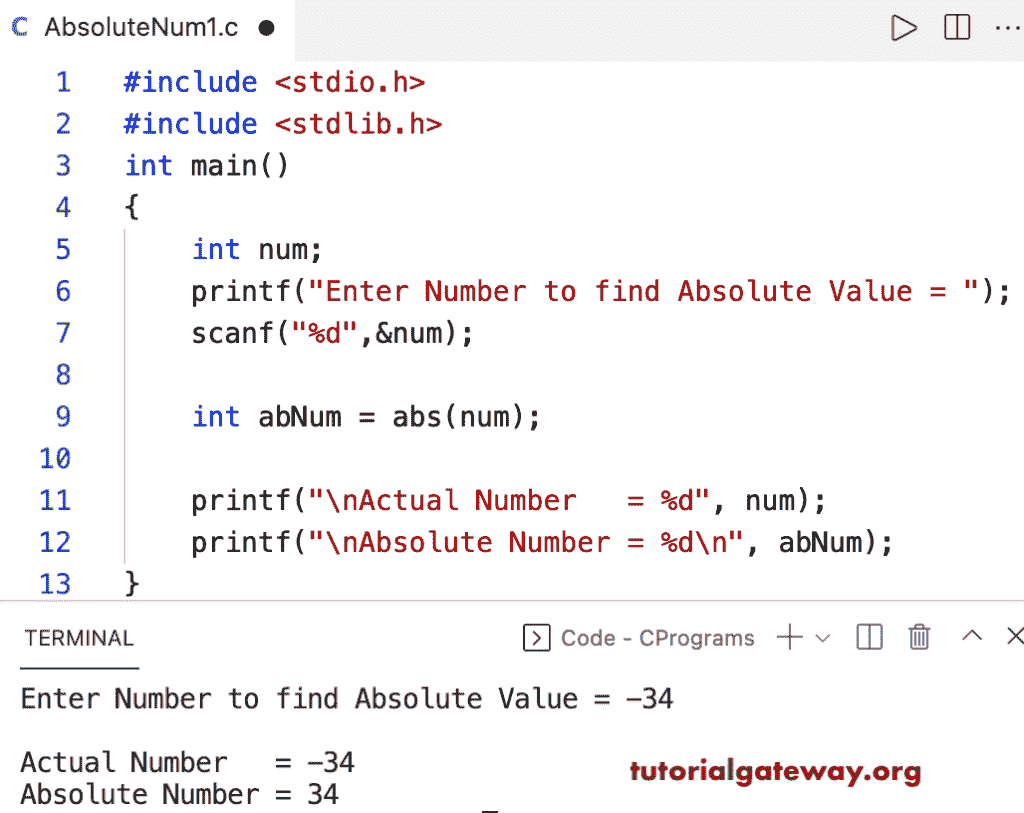 C AbsoluteNum1.c
1 #include <stdio.h>
2 #include <stdlib.h>
3 int main()
4 {
5     int num;
6     printf("Enter Number to find Absolute Value = ");
7     scanf("%d",&num);
8
9     int abNum = abs(num);
10
11     printf("\nActual Number   = %d", num);
12     printf("\nAbsolute Number = %d\n", abNum);
13 }
TERMINAL Code - CPrograms
Enter Number to find Absolute Value = -34
Actual Number   = -34
tutorialgateway.org
Absolute Number = 34